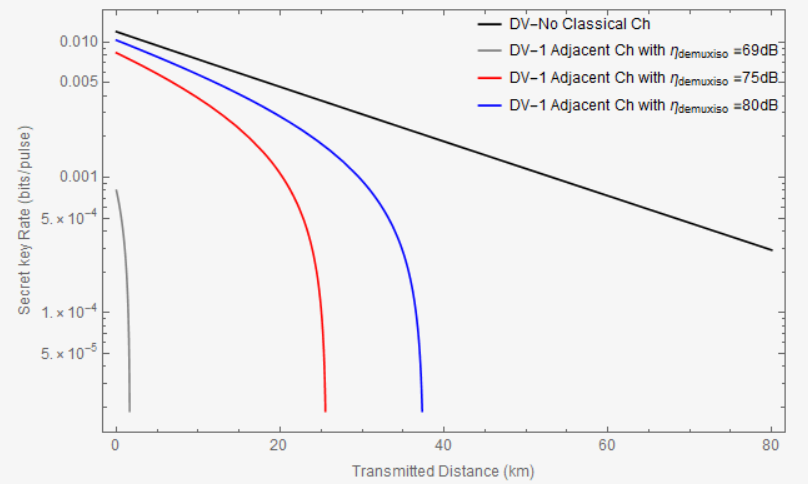 DV-No Classical Ch
DV-1 Adjacent Ch with ηdemuxiso =69dB
DV-1 Adjacent Ch with ηdemuxiso =75dB
DV-1 Adjacent Ch with ηdemuxiso =80dB
Secret key Rate (bits/pulse)
0.010
0.005
0.001
5. × 10⁻⁴
1. × 10⁻⁴
5. × 10⁻⁵
0 20 40 60 80
Transmitted Distance (km)